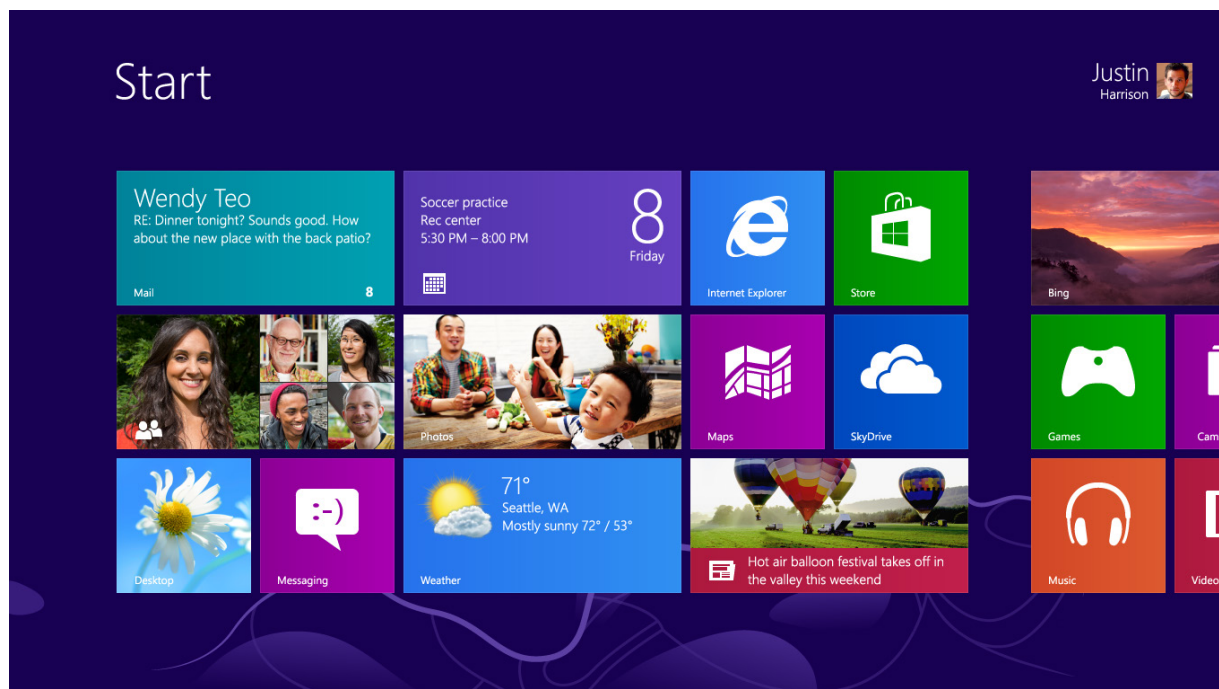 Start
Justin
Harrison
Wendy Teo
RE: Dinner tonight? Sounds good. How
about the new place with the back patio?
Mail
8
Soccer practice
Rec center
5:30 PM – 8:00 PM
8
Friday
Internet Explorer
Store
Bing
Photos
Maps
SkyDrive
Games
Cam
Desktop
:-)
Messaging
71°
Seattle, WA
Mostly sunny 72° / 53°
Weather
Hot air balloon festival takes off in
the valley this weekend
Music
Video